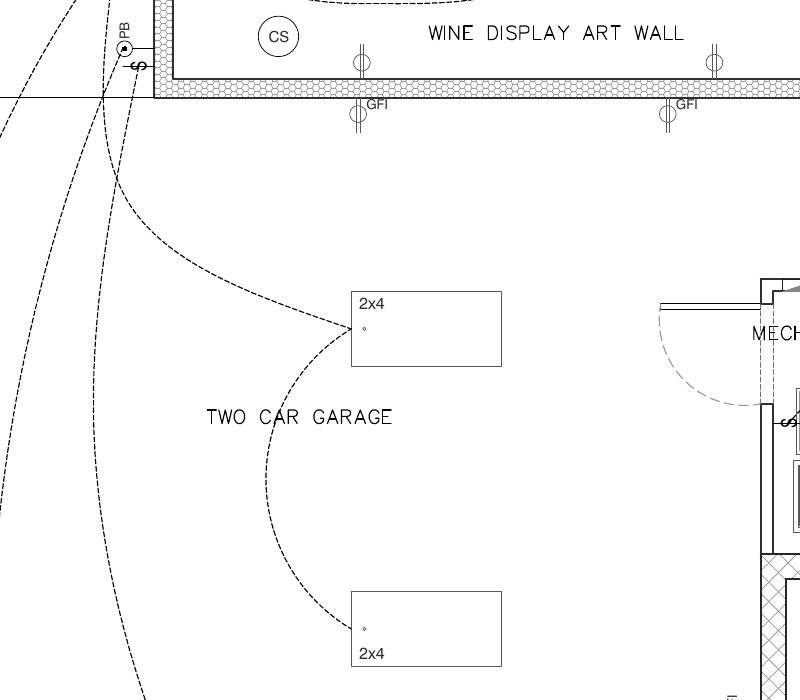 PB
CS
WINE DISPLAY ART WALL
$
GFI
GFI
2x4
MECH
TWO CAR GARAGE
$
2x4